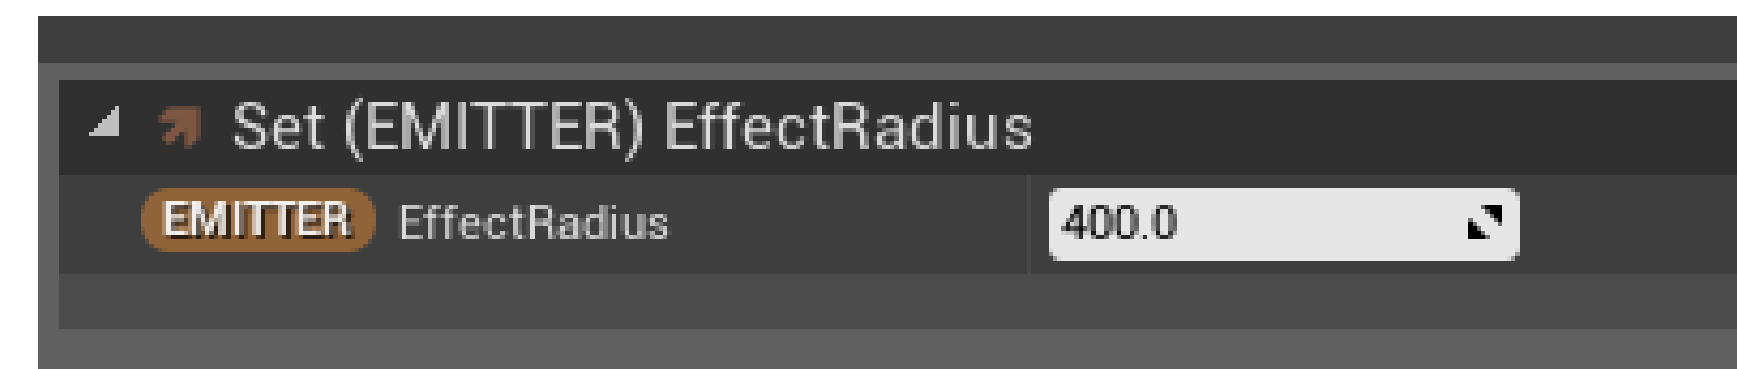 Set (EMITTER) EffectRadius
EMITTER EffectRadius 400.0